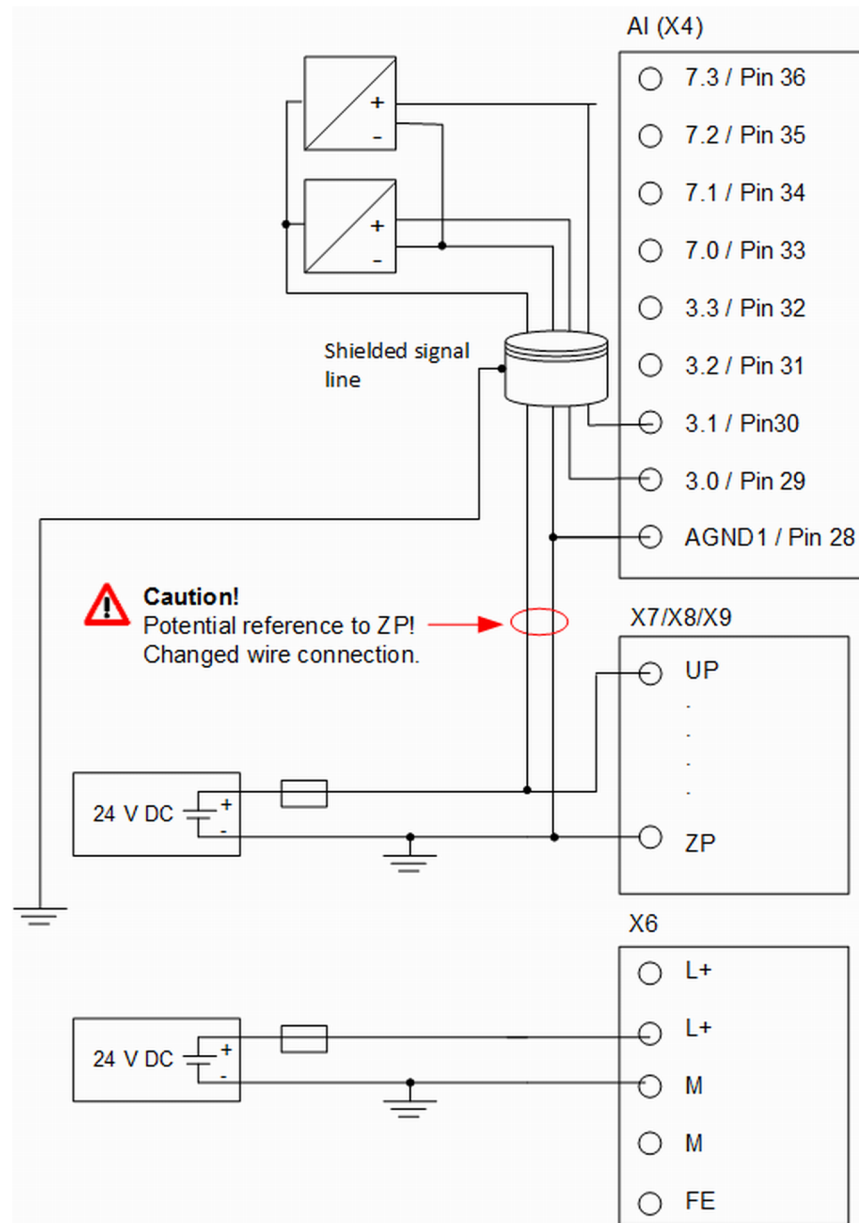 AI (X4)
7.3 / Pin 36
+
-
7.2 / Pin 35
7.1 / Pin 34
+
-
7.0 / Pin 33
3.3 / Pin 32
Shielded signal
line
3.2 / Pin 31
3.1 / Pin30
3.0 / Pin 29
AGND1 / Pin 28
Caution!
Potential reference to ZP!
Changed wire connection.
X7/X8/X9
UP
.
.
.
.
24 V DC
+
-
ZP
X6
L+
L+
24 V DC
+
-
M
M
FE